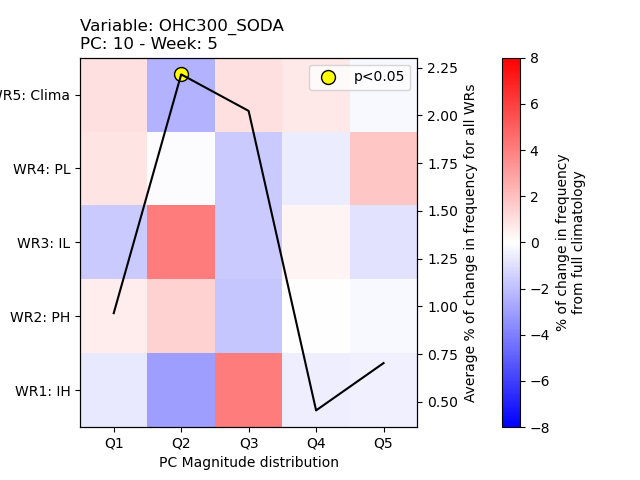 Variable: OHC300_SODA
PC: 10 - Week: 5
p<0.05
WR5: Clima
WR4: PL
WR3: IL
WR2: PH
WR1: IH
Q1 Q2 Q3 Q4 Q5
PC Magnitude distribution
2.25
2.00
1.75
1.50
1.25
1.00
0.75
0.50
Average % of change in frequency for all WRs
8
6
4
2
0
−2
−4
−6
−8
% of change in frequency
from full climatology